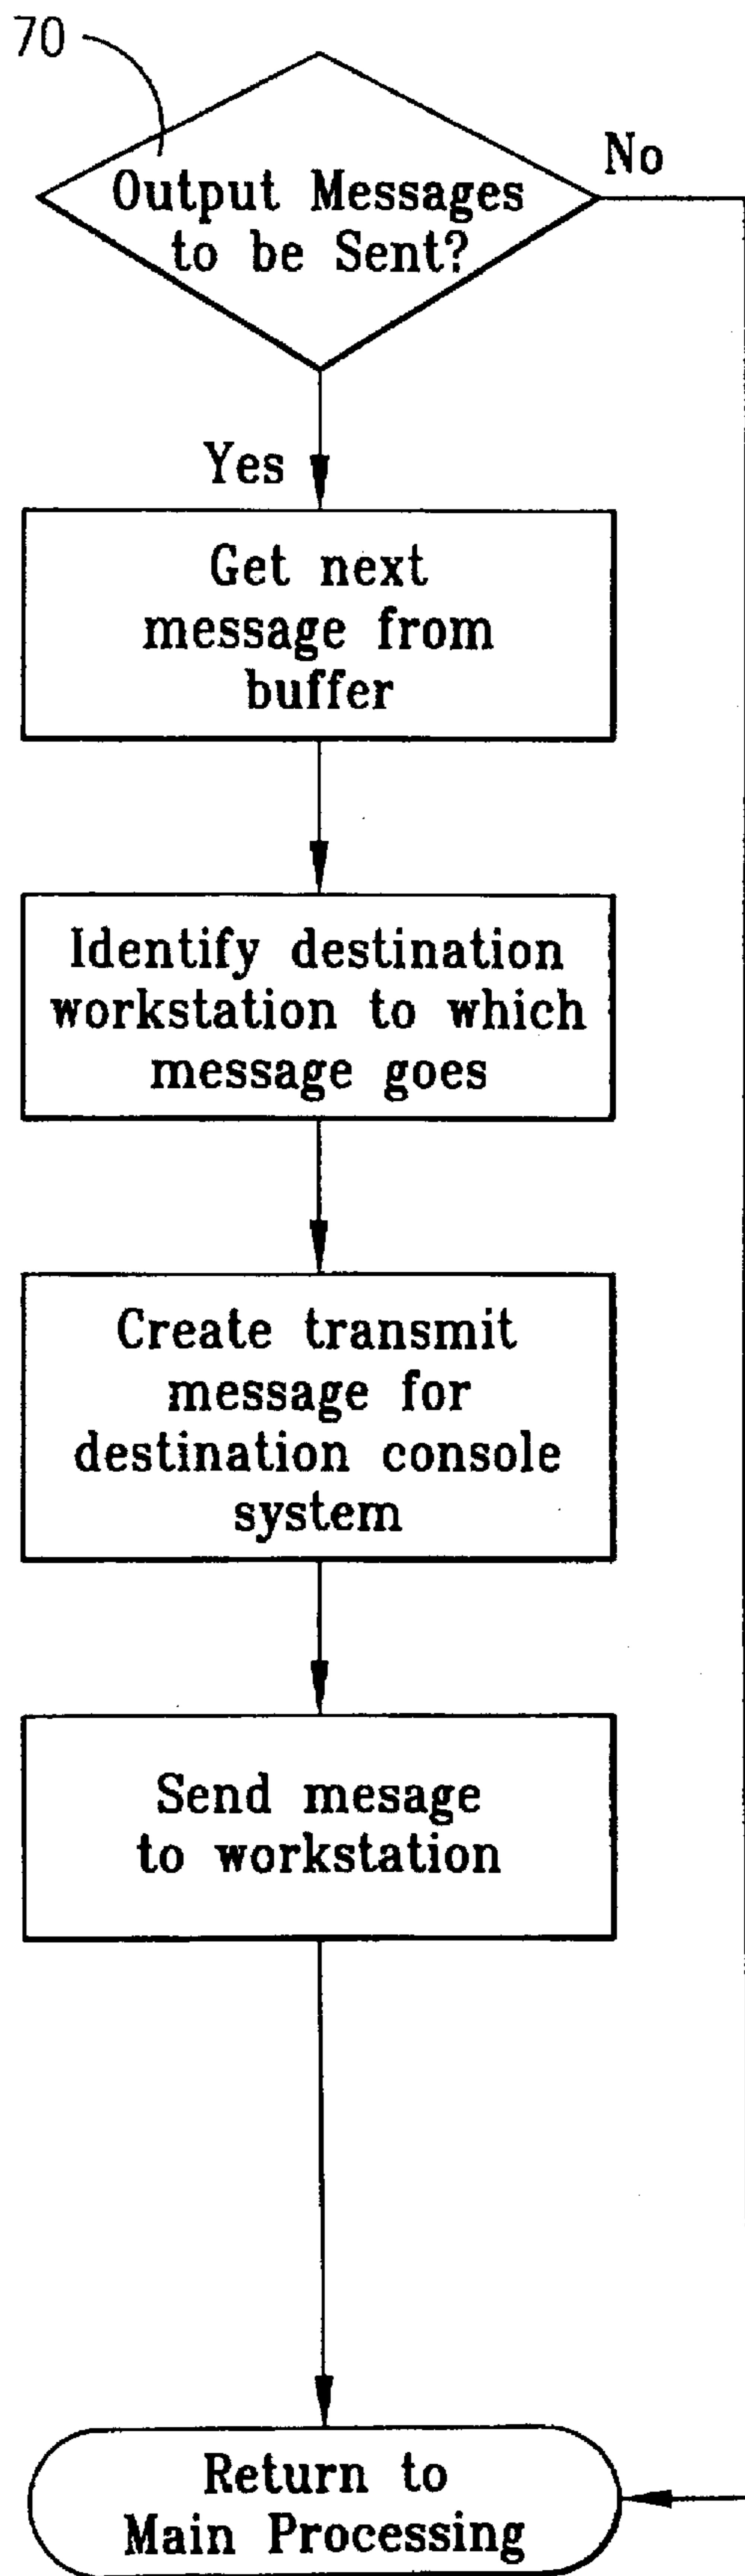 70
Output Messages
to be Sent?
No
Yes
Get next
message from
buffer
Identify destination
workstation to which
message goes
Create transmit
message for
destination console
system
Send mesage
to workstation
Return to
Main Processing